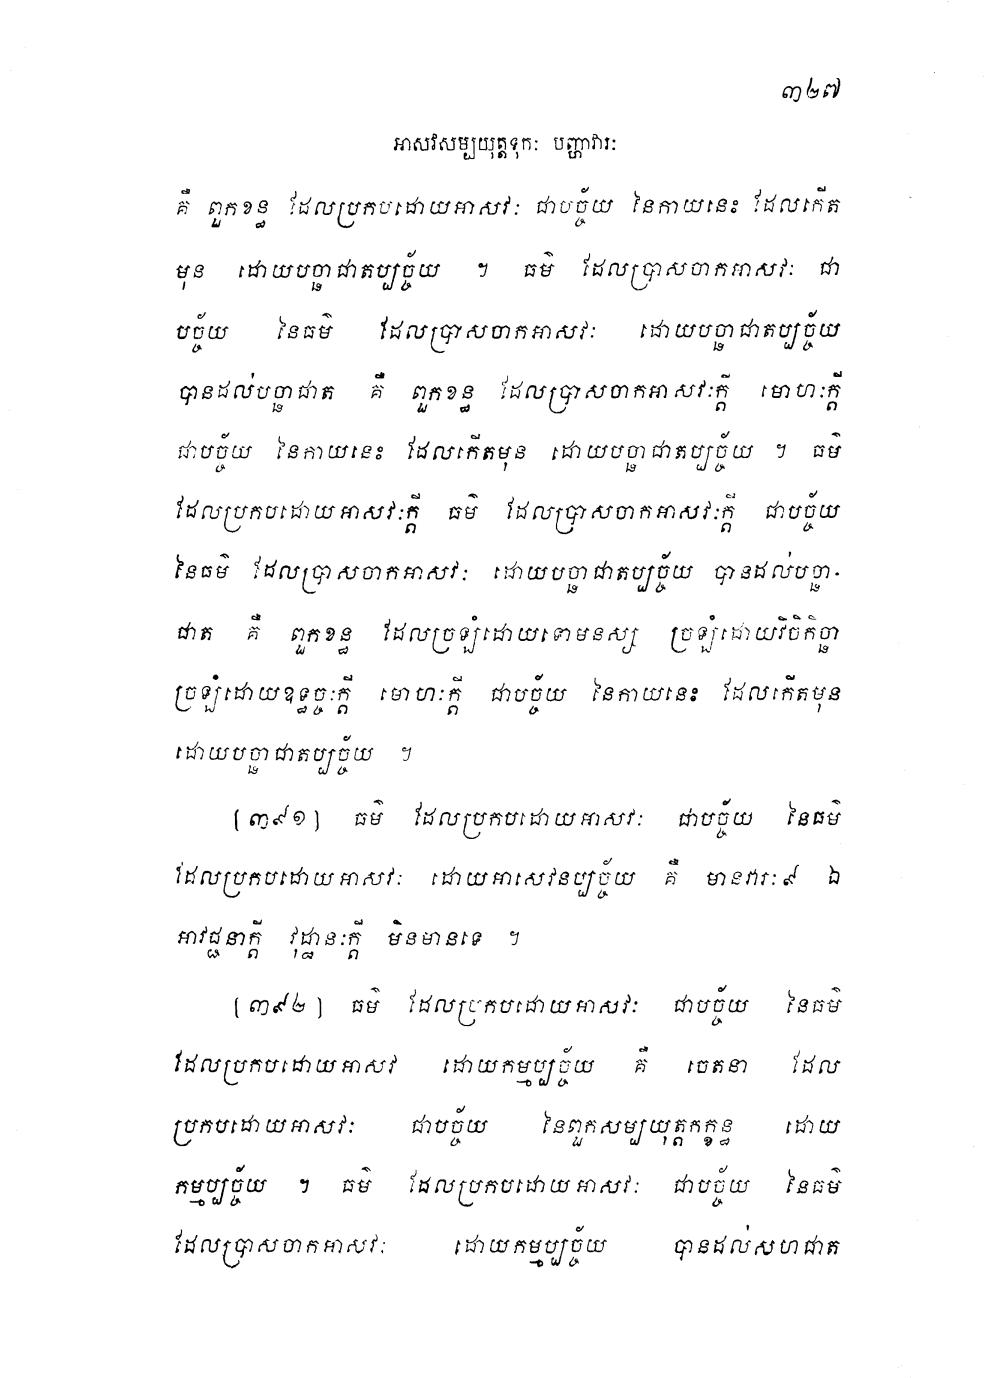 ៣២៧
អាសវសម្បយុត្តទុកៈ បញ្ហាវារៈ
គឺ ពួកខន្ធ ដែលប្រកបដោយអាសវៈ ជាបច្ច័យ នៃកាយនេះ ដែលកើត
មុន ដោយបច្ឆាជាតប្បច្ច័យ ។ ធម៌ ដែលប្រាសចាកអាសវៈ ជា
បច្ច័យ នៃធម៌ ដែលប្រាសចាកអាសវៈ ដោយបច្ឆាជាតប្បច្ច័យ
បានដល់បច្ឆាជាត គឺ ពួកខន្ធ ដែលប្រាសចាកអាសវៈក្តី មោហៈក្តី
ជាបច្ច័យ នៃកាយនេះ ដែលកើតមុន ដោយបច្ឆាជាតប្បច្ច័យ ។ ធម៌
ដែលប្រកបដោយអាសវៈក្តី ធម៌ ដែលប្រាសចាកអាសវៈក្តី ជាបច្ច័យ
នៃធម៌ ដែលប្រាសចាកអាសវៈ ដោយបច្ឆាជាតប្បច្ច័យ បានដល់បច្ឆា-
ជាត គឺ ពួកខន្ធ ដែលច្រឡំដោយទោមនស្ស ច្រឡំដោយវិចិកិច្ឆា
ច្រឡំដោយឧទ្ធច្ចៈក្តី មោហៈក្តី ជាបច្ច័យ នៃកាយនេះ ដែលកើតមុន
ដោយបច្ឆាជាតប្បច្ច័យ ។
[៣៩១] ធម៌ ដែលប្រកបដោយអាសវៈ ជាបច្ច័យ នៃធម៌
ដែលប្រកបដោយអាសវៈ ដោយអាសេវនប្បច្ច័យ គឺ មានវារៈ៩ ឯ
អាវជ្ជនាក្តី វុដ្ឋានៈក្តី មិនមានទេ ។
[៣៩២] ធម៌ ដែលប្រកបដោយអាសវៈ ជាបច្ច័យ នៃធម៌
ដែលប្រកបដោយអាសវ ដោយកម្មប្បច្ច័យ គឺ ចេតនា ដែល
ប្រកបដោយអាសវៈ ជាបច្ច័យ នៃពួកសម្បយុត្តកក្ខន្ធ ដោយ
កម្មប្បច្ច័យ ។ ធម៌ ដែលប្រកបដោយអាសវៈ ជាបច្ច័យ នៃធម៌
ដែលប្រាសចាកអាសវៈ ដោយកម្មប្បច្ច័យ បានដល់សហជាត